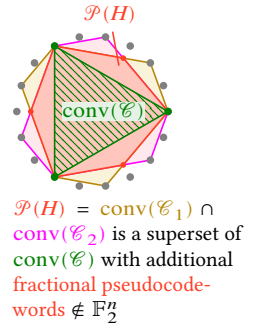 𝒫(H)
conv(𝒞)
𝒫(H) = conv(𝒞₁) ∩
conv(𝒞₂) is a superset of
conv(𝒞) with additional
fractional pseudocode-
words ∉ 𝔽₂ⁿ